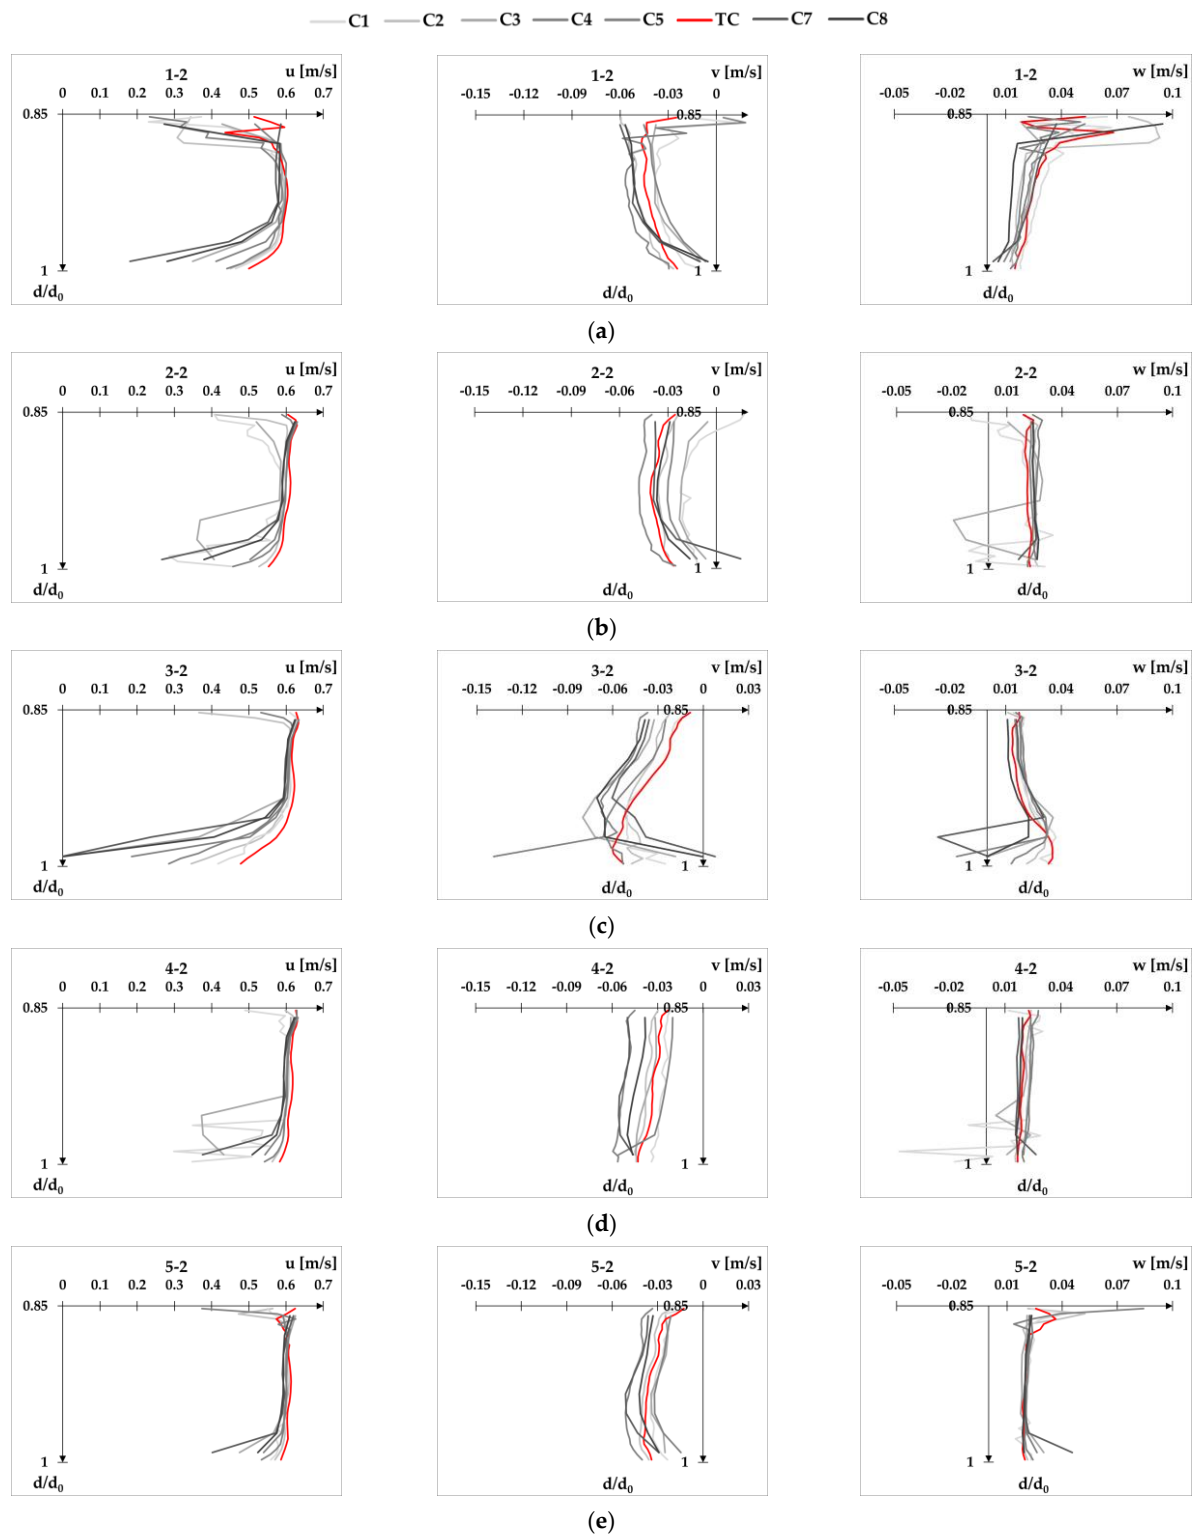 C1 C2 C3 C4 C5 TC C7 C8
1-2 u [m/s]
0 0.1 0.2 0.3 0.4 0.5 0.6 0.7
0.85
1
d/d0
1-2 v [m/s]
-0.15 -0.12 -0.09 -0.06 -0.03 0
0.85
1
d/d0
1-2 w [m/s]
-0.05 -0.02 0.01 0.04 0.07 0.1
0.85
1
d/d0
(a)
2-2 u [m/s]
0 0.1 0.2 0.3 0.4 0.5 0.6 0.7
0.85
1
d/d0
2-2 v [m/s]
-0.15 -0.12 -0.09 -0.06 -0.03 0
0.85
1
d/d0
2-2 w [m/s]
-0.05 -0.02 0.01 0.04 0.07 0.1
0.85
1
d/d0
(b)
3-2 u [m/s]
0 0.1 0.2 0.3 0.4 0.5 0.6 0.7
0.85
1
d/d0
3-2 v [m/s]
-0.15 -0.12 -0.09 -0.06 -0.03 0 0.03
0.85
1
d/d0
3-2 w [m/s]
-0.05 -0.02 0.01 0.04 0.07 0.1
0.85
1
d/d0
(c)
4-2 u [m/s]
0 0.1 0.2 0.3 0.4 0.5 0.6 0.7
0.85
1
d/d0
4-2 v [m/s]
-0.15 -0.12 -0.09 -0.06 -0.03 0 0.03
0.85
1
d/d0
4-2 w [m/s]
-0.05 -0.02 0.01 0.04 0.07 0.1
0.85
1
d/d0
(d)
5-2 u [m/s]
0 0.1 0.2 0.3 0.4 0.5 0.6 0.7
0.85
1
d/d0
5-2 v [m/s]
-0.15 -0.12 -0.09 -0.06 -0.03 0 0.03
0.85
1
d/d0
5-2 w [m/s]
-0.05 -0.02 0.01 0.04 0.07 0.1
0.85
1
d/d0
(e)